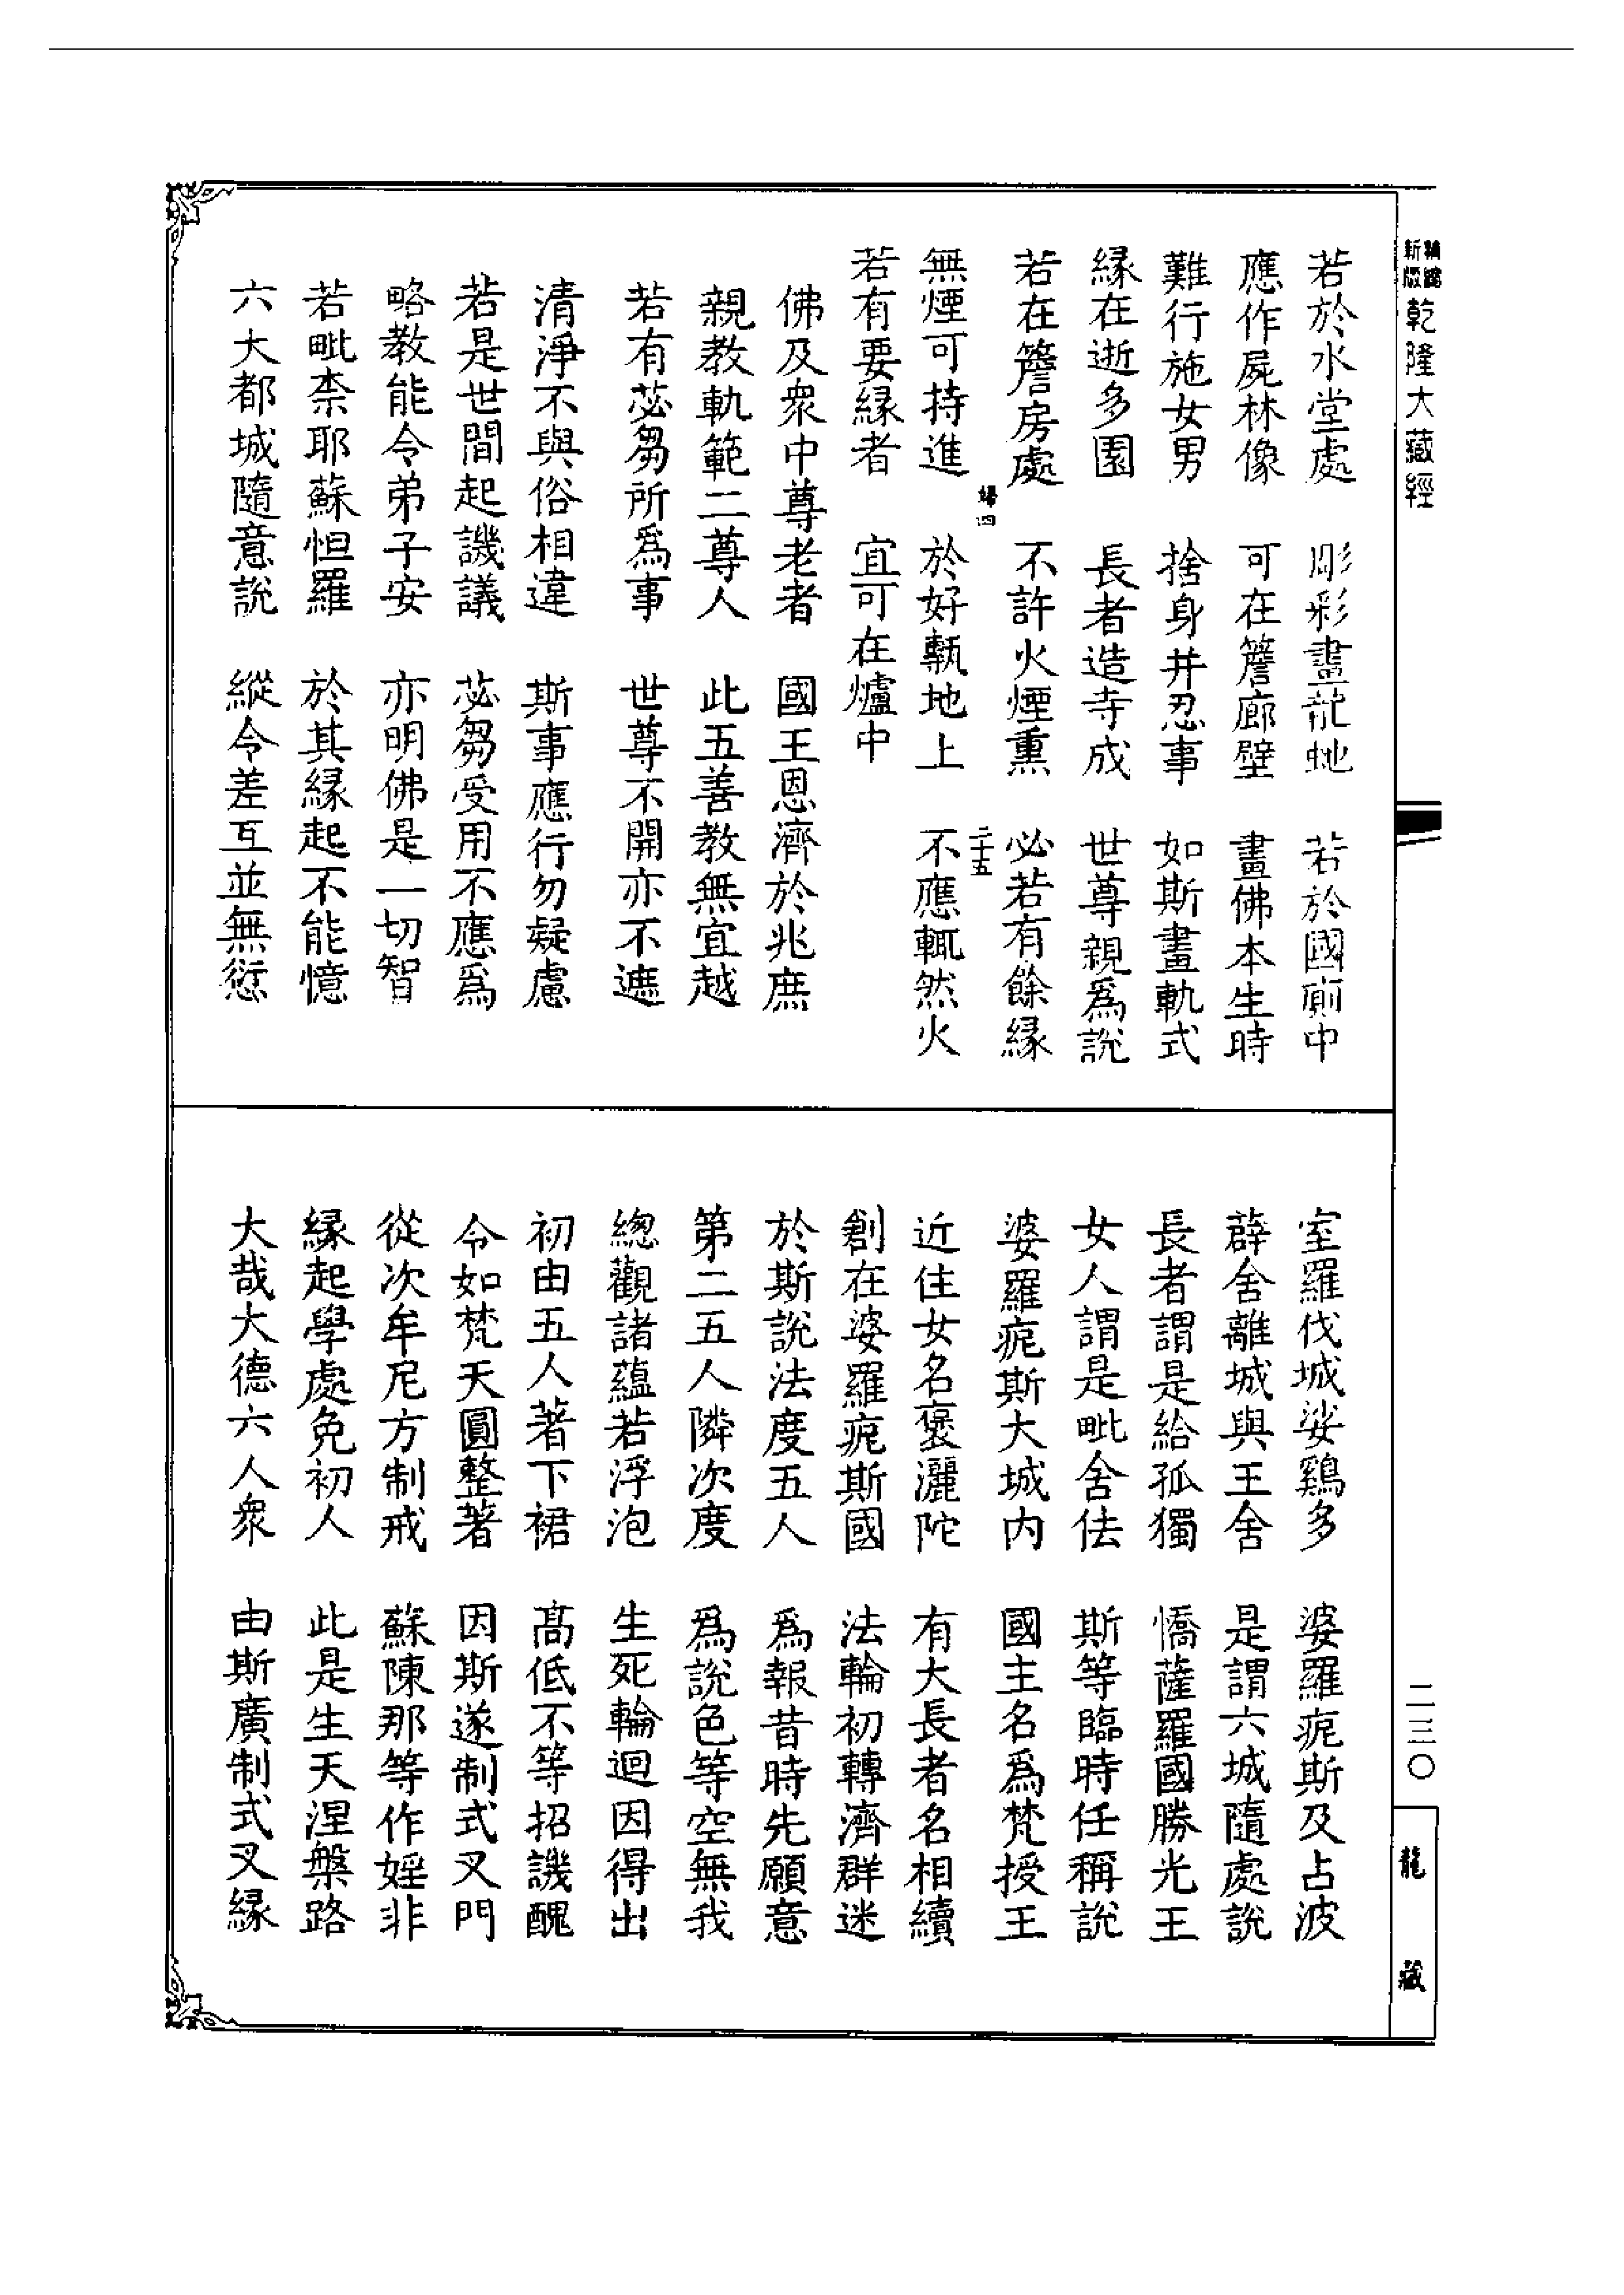 新版
精縮
乾隆大藏經
若於水堂處　彫彩畫龍虵　若於國廁中
應作屍林像　可在簷廊壁　畫佛本生時
難行施女男　捨身并忍事　如斯畫軌式
緣在逝多園　長者造寺成　世尊親爲說
若在簷房處　不許火煙熏　必若有餘緣
婦四　二十五
無煙可持進　於好甎地上　不應輒然火
若有要緣者　宜可在爐中
佛及眾中尊老者　國王恩濟於兆庶
親教軌範二尊人　此五善教無宜越
若有苾芻所爲事　世尊不開亦不遮
清淨不與俗相違　斯事應行勿疑慮
若是世間起譏議　苾芻受用不應爲
略教能令弟子安　亦明佛是一切智
若毗柰耶蘇怛羅　於其緣起不能憶
六大都城隨意說　縱令差互並無愆
室羅伐城娑鷄多　婆羅痆斯及占波
薜舍離城與王舍　是謂六城隨處說
長者謂是給孤獨　憍薩羅國勝光王
女人謂是毗舍佉　斯等臨時任稱說
婆羅痆斯大城內　國主名爲梵授王
近住女名褒灑陀　有大長者名相續
創在婆羅痆斯國　法輪初轉濟群迷
於斯說法度五人　爲報昔時先願意
第二五人隣次度　爲說色等空無我
總觀諸蘊若浮泡　生死輪迴因得出
初由五人著下裙　高低不等招譏醜
令如梵天圓整著　因斯遂制式叉門
從次牟尼方制戒　蘇陳那等作婬非
緣起學處免初人　此是生天涅槃路
大哉大德六人眾　由斯廣制式叉緣
二三〇
龍藏